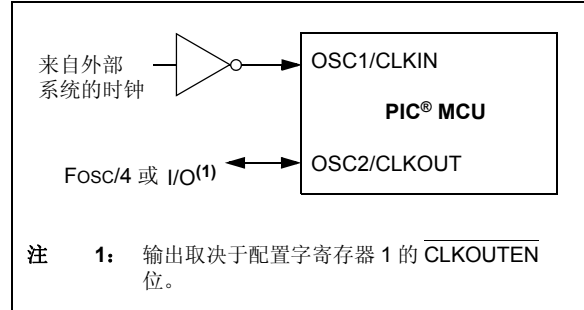 来自外部
系统的时钟
OSC1/CLKIN
PIC® MCU
FOSC/4 或 I/O(1)
OSC2/CLKOUT
注 1： 输出取决于配置字寄存器 1 的 CLKOUTEN
位。